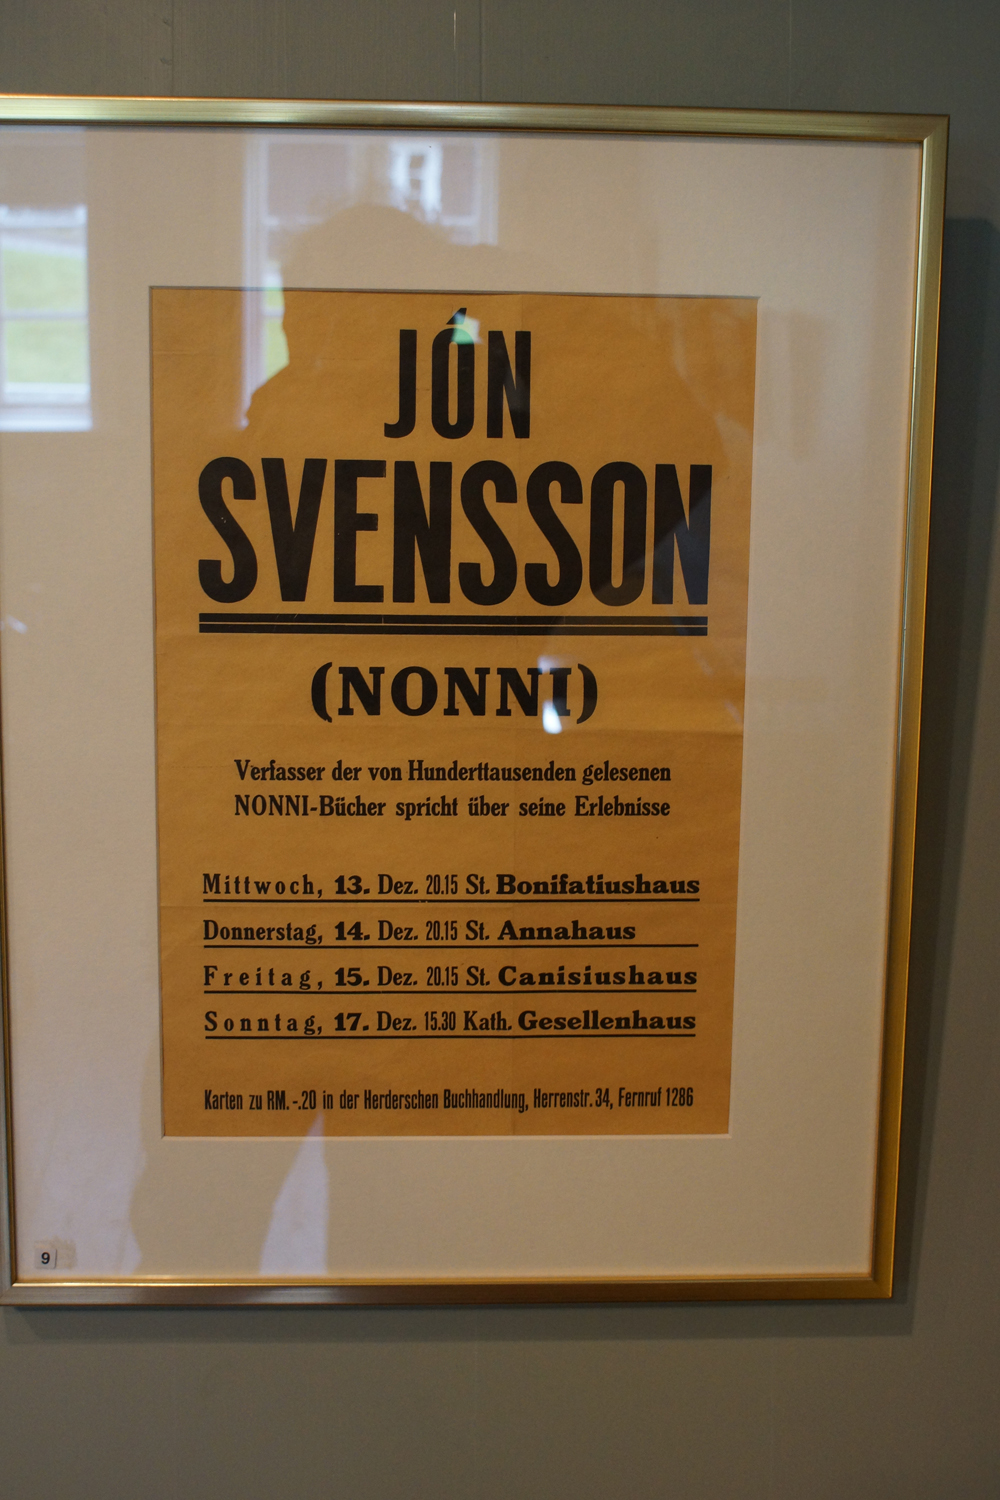 JÓN
SVENSSON
(NONNI)
Verfasser der von Hunderttausenden gelesenen
NONNI-Bücher spricht über seine Erlebnisse
Mittwoch, 13. Dez. 20.15 St. Bonifatiushaus
Donnerstag, 14. Dez. 20.15 St. Annahaus
Freitag, 15. Dez. 20.15 St. Canisiushaus
Sonntag, 17. Dez. 15.30 Kath. Gesellenhaus
Karten zu RM. -.20 in der Herderschen Buchhandlung, Herrenstr. 34, Fernruf 1286
9